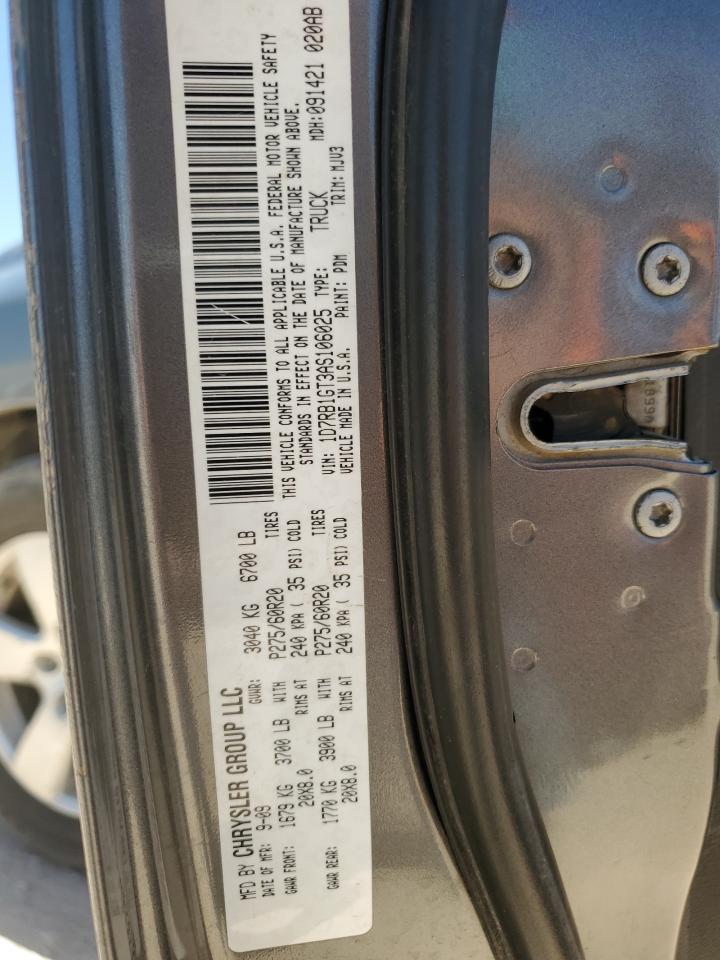 MFD BY CHRYSLER GROUP LLC
DATE OF MFR: 9-09 GVWR: 3040 KG 6700 LB
GAWR FRONT: 1679 KG 3700 LB WITH P275/60R20 TIRES
20X8.0 RIMS AT 240 KPA ( 35 PSI) COLD
GAWR REAR: 1770 KG 3900 LB WITH P275/60R20 TIRES
20X8.0 RIMS AT 240 KPA ( 35 PSI) COLD
THIS VEHICLE CONFORMS TO ALL APPLICABLE U.S.A. FEDERAL MOTOR VEHICLE SAFETY
STANDARDS IN EFFECT ON THE DATE OF MANUFACTURE SHOWN ABOVE.
VIN: 1D7RB1GT3AS106025 TYPE: TRUCK MDH: 091421 020AB
VEHICLE MADE IN U.S.A. PAINT: PDM TRIM: MJV3